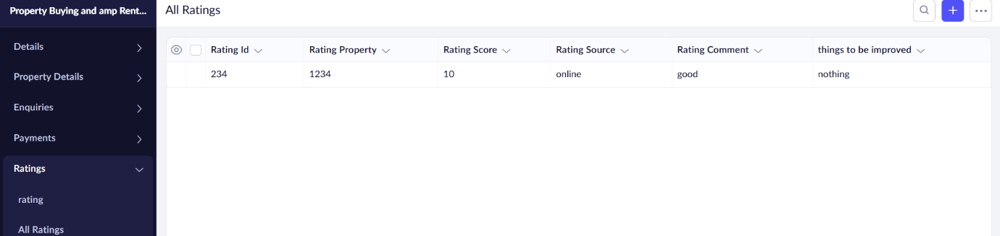 Property Buying and amp Rent...
All Ratings
Details
Property Details
Enquiries
Payments
Ratings
rating
All Ratings
Rating Id Rating Property Rating Score Rating Source Rating Comment things to be improved
234 1234 10 online good nothing